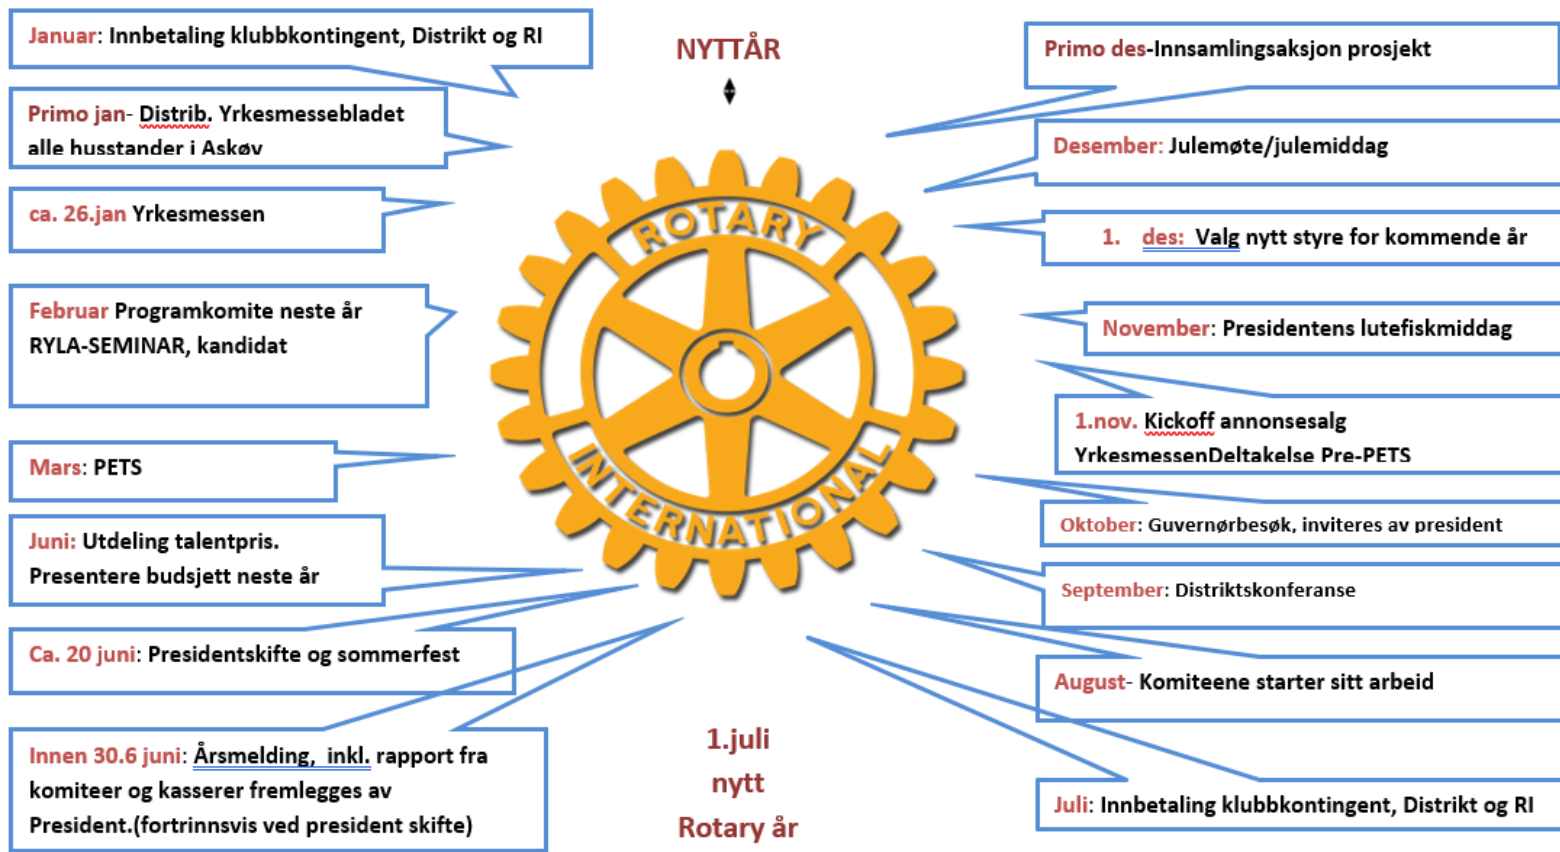 Januar: Innbetaling klubbkontingent, Distrikt og RI
Primo jan- Distrib. Yrkesmessebladet
alle husstander i Askøy
ca. 26.jan Yrkesmessen
Februar Programkomite neste år
RYLA-SEMINAR, kandidat
Mars: PETS
Juni: Utdeling talentpris.
Presentere budsjett neste år
Ca. 20 juni: Presidentskifte og sommerfest
Innen 30.6 juni: Årsmelding, inkl. rapport fra
komiteer og kasserer fremlegges av
President.(fortrinnsvis ved president skifte)
NYTTÅR
ROTARY
INTERNATIONAL
1.juli
nytt
Rotary år
Primo des-Innsamlingsaksjon prosjekt
Desember: Julemøte/julemiddag
1. des: Valg nytt styre for kommende år
November: Presidentens lutefiskmiddag
1.nov. Kickoff annonsesalg
YrkesmessenDeltakelse Pre-PETS
Oktober: Guvernørbesøk, inviteres av president
September: Distriktskonferanse
August- Komiteene starter sitt arbeid
Juli: Innbetaling klubbkontingent, Distrikt og RI